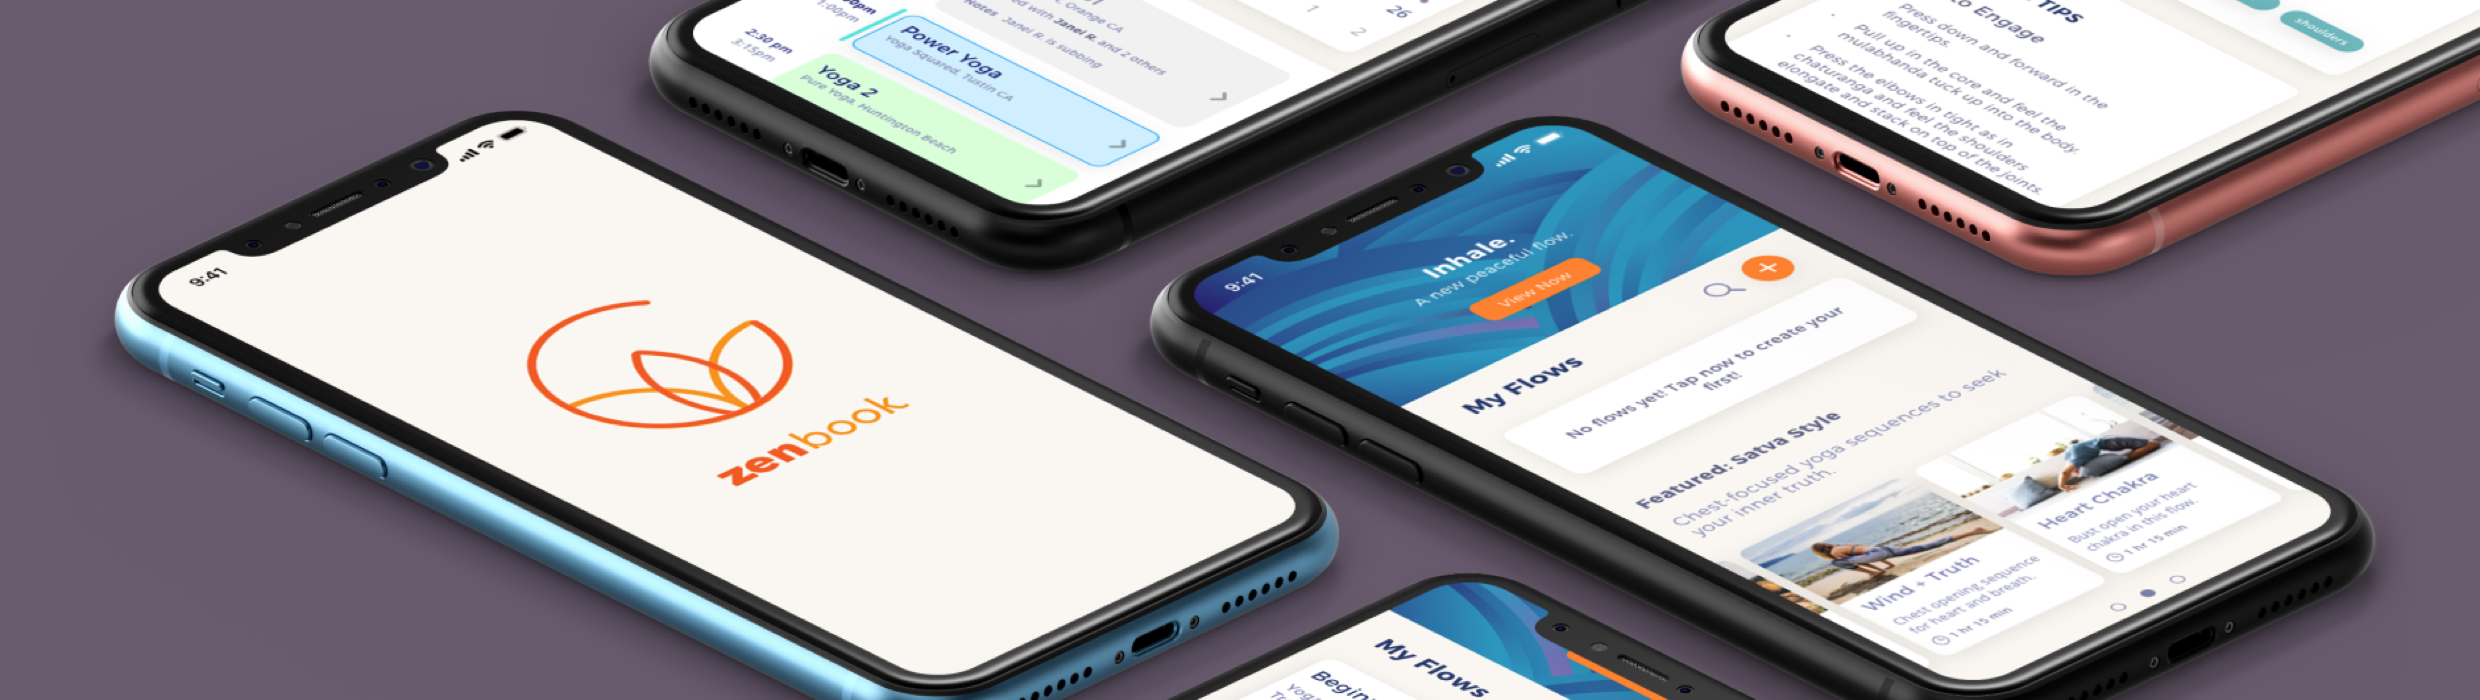 1:00pm
2:30 pm
3:15pm
Orange CA
with Janel R. and 2 others
Notes Janel R. is subbing
Power Yoga
Yoga Squared, Tustin CA
Yoga 2
Pure Yoga, Huntington Beach
1
2
26
TIPS
to Engage
Press down and forward in the
fingertips.
Pull up in the core and feel the
mulabhanda tuck up into the body.
Press the elbows in tight as in
chaturanga and feel the shoulders
elongate and stack on top of the joints.
shoulders
9:41
zenbook
9:41
Inhale.
A new peaceful flow.
View Now
My Flows
No flows yet! Tap now to create your
first!
Featured: Satva Style
Chest-focused yoga sequences to seek
your inner truth.
Wind + Truth
Chest opening sequence
for heart and breath.
1 hr 15 min
Heart Chakra
Bust open your heart
chakra in this flow.
1 hr 15 min
My Flows